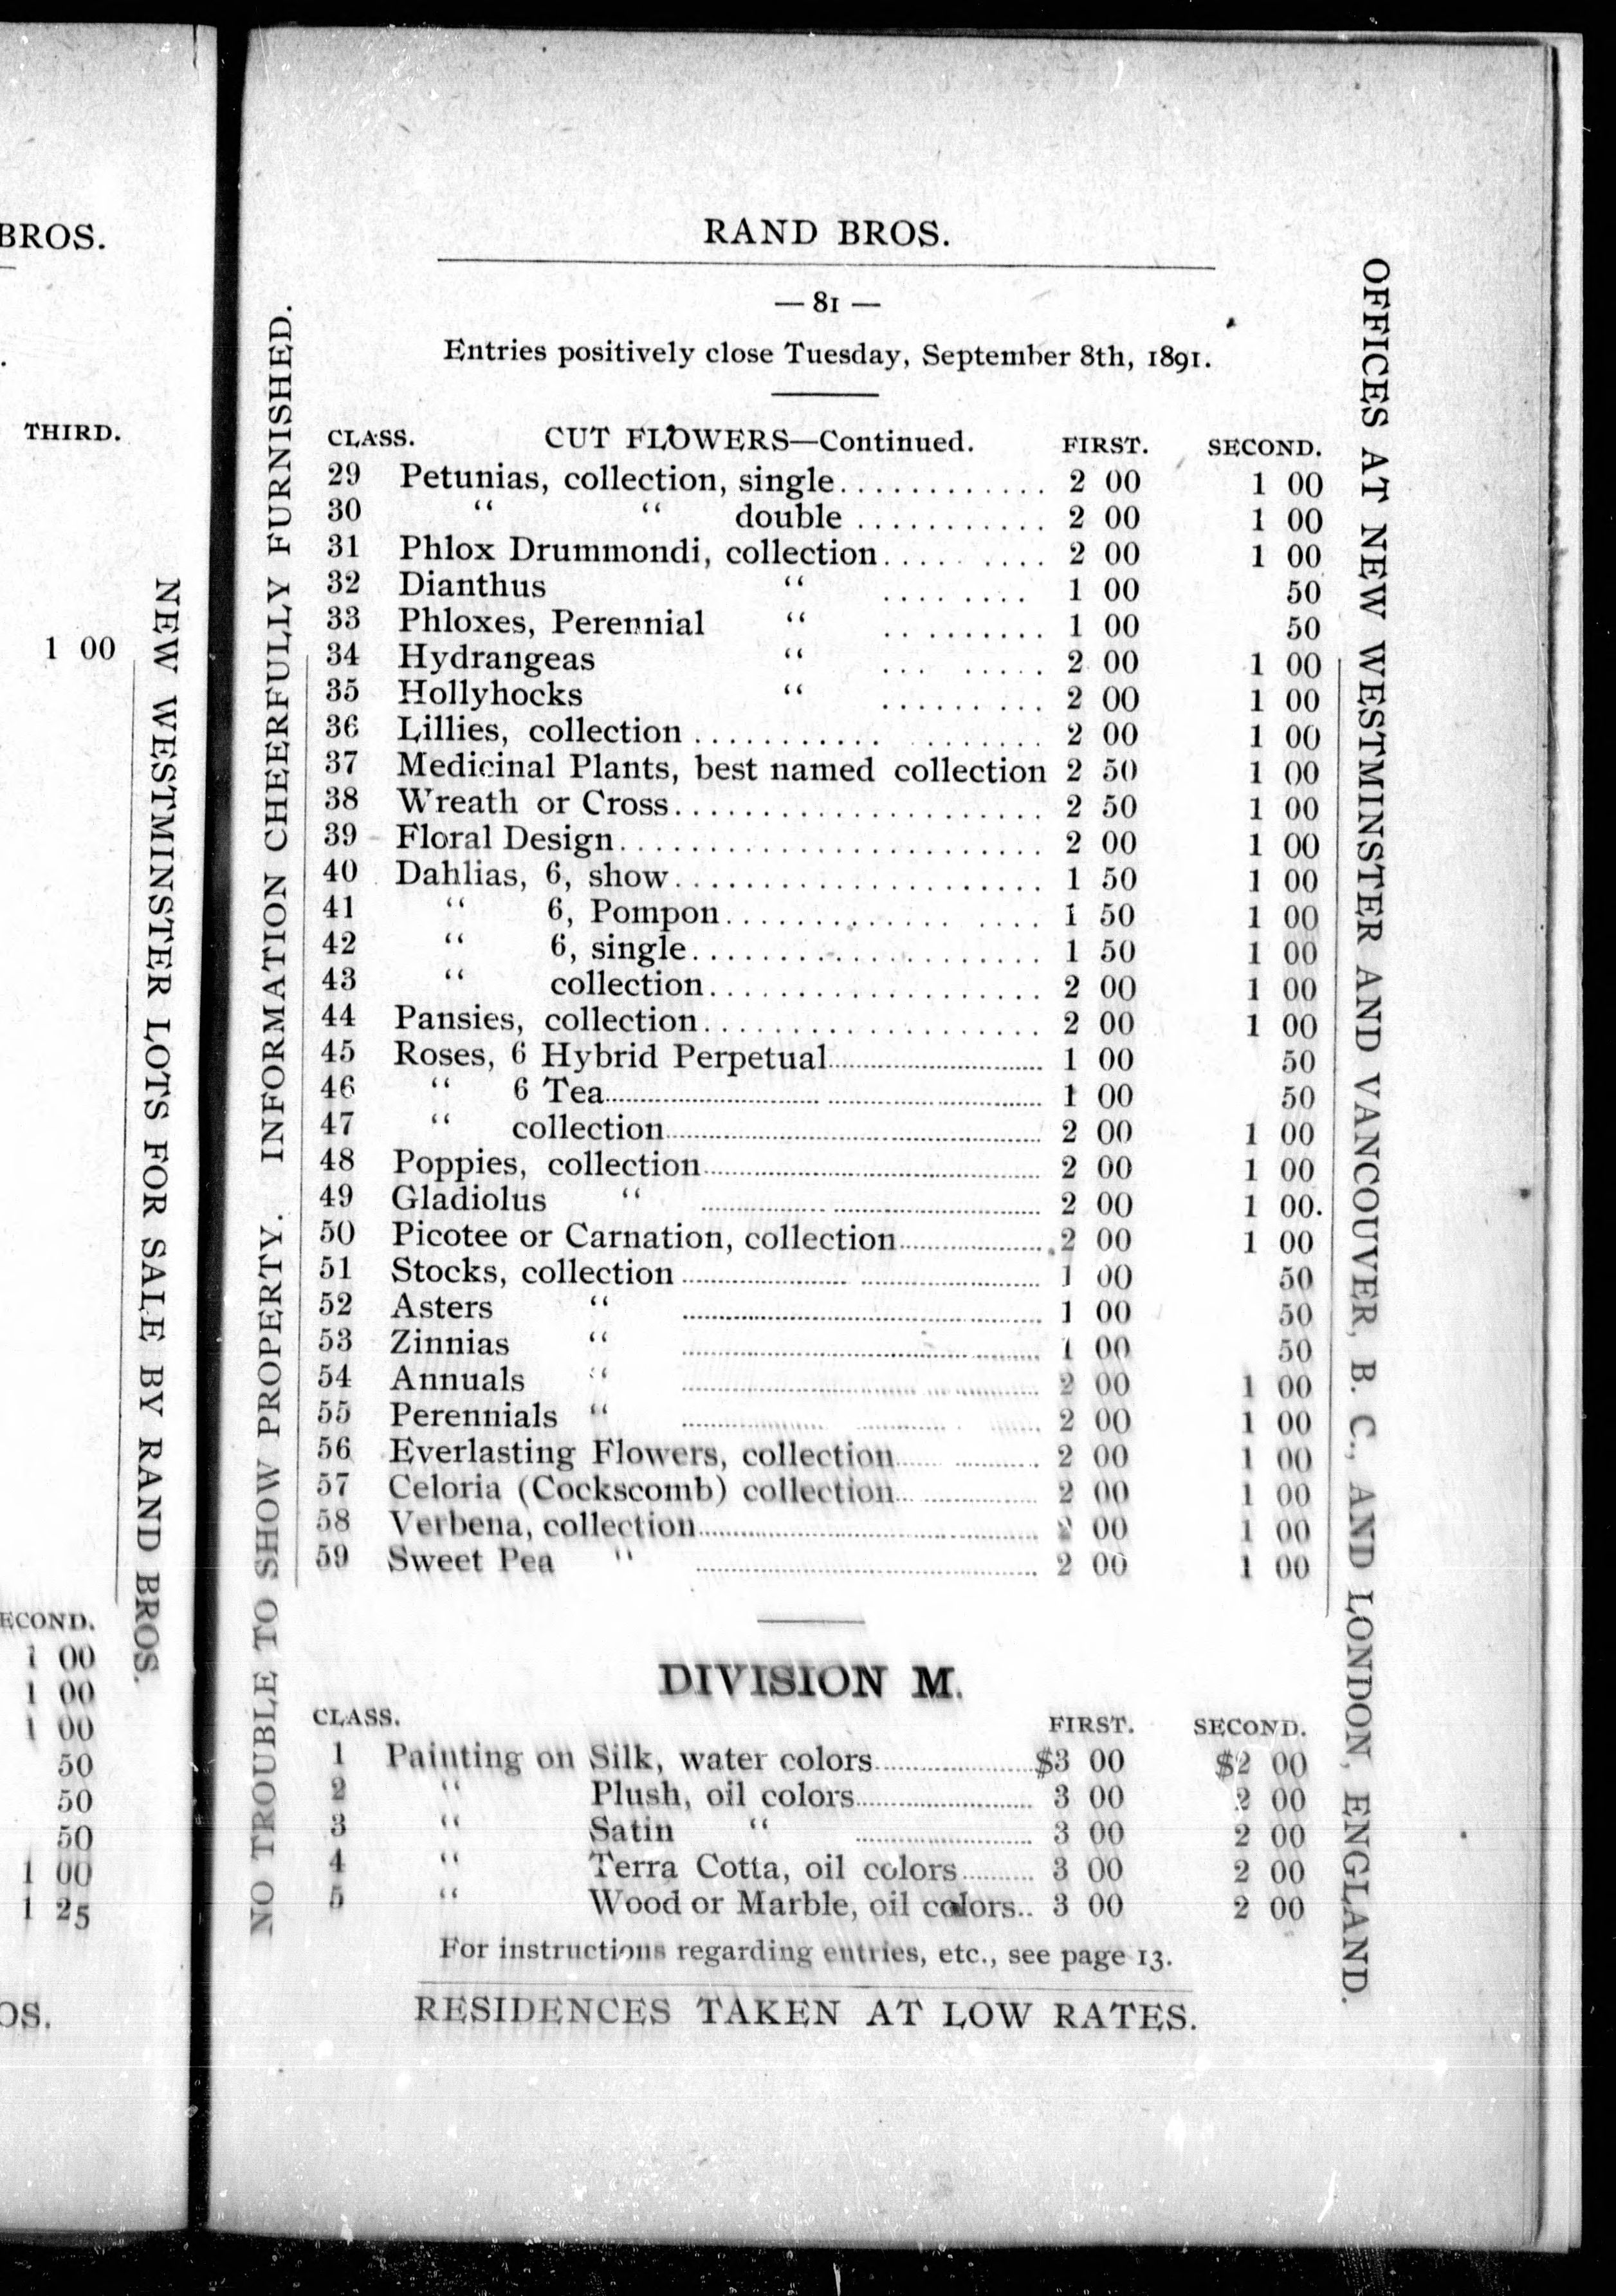 BROS.
THIRD.
1 00
NEW WESTMINSTER LOTS FOR SALE BY RAND BROS.
ECOND.
1 00
1 00
1 00
50
50
50
1 00
1 25
OS.
RAND BROS.
— 81 —
Entries positively close Tuesday, September 8th, 1891.
NO TROUBLE TO SHOW PROPERTY. INFORMATION CHEERFULLY FURNISHED.
CLASS. CUT FLOWERS—Continued. FIRST. SECOND.
29 Petunias, collection, single............. 2 00 1 00
30 “ “ double ........... 2 00 1 00
31 Phlox Drummondi, collection......... 2 00 1 00
32 Dianthus “ ........ 1 00 50
33 Phloxes, Perennial “ ......... 1 00 50
34 Hydrangeas “ ... ..... 2 00 1 00
35 Hollyhocks “ .......... 2 00 1 00
36 Lillies, collection ........... ....... 2 00 1 00
37 Medicinal Plants, best named collection 2 50 1 00
38 Wreath or Cross...................... 2 50 1 00
39 Floral Design......................... 2 00 1 00
40 Dahlias, 6, show...................... 1 50 1 00
41 “ 6, Pompon.................. 1 50 1 00
42 “ 6, single.................... 1 50 1 00
43 “ collection................... 2 00 1 00
44 Pansies, collection.................... 2 00 1 00
45 Roses, 6 Hybrid Perpetual............ 1 00 50
46 “ 6 Tea............ 1 00 50
47 “ collection............ 2 00 1 00
48 Poppies, collection............ 2 00 1 00
49 Gladiolus “ ............ 2 00 1 00.
50 Picotee or Carnation, collection............ 2 00 1 00
51 Stocks, collection ............ 1 00 50
52 Asters “ ............ 1 00 50
53 Zinnias “ ............ 1 00 50
54 Annuals “ ............ 2 00 1 00
55 Perennials “ ............ 2 00 1 00
56 Everlasting Flowers, collection............ 2 00 1 00
57 Celoria (Cockscomb) collection............ 2 00 1 00
58 Verbena, collection............ 2 00 1 00
59 Sweet Pea “ ............ 2 00 1 00
DIVISION M.
CLASS. FIRST. SECOND.
1 Painting on Silk, water colors............ $3 00 $2 00
2 “ Plush, oil colors............ 3 00 2 00
3 “ Satin “ ............ 3 00 2 00
4 “ Terra Cotta, oil colors.......... 3 00 2 00
5 “ Wood or Marble, oil colors.. 3 00 2 00
For instructions regarding entries, etc., see page 13.
RESIDENCES TAKEN AT LOW RATES.
OFFICES AT NEW WESTMINSTER AND VANCOUVER, B. C., AND LONDON, ENGLAND.